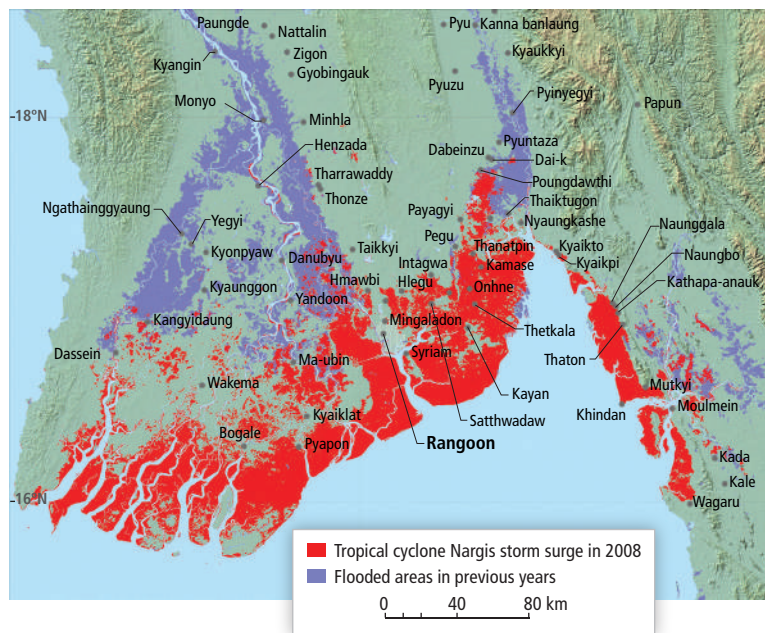 Paungde
Nattalin
Pyu
Kanna banlaung
Kyangin
Zigon
Kyaukkyi
Gyobingauk
Pyuzu
Pyinyegyi
Monyo
Papun
18°N
Minhla
Henzada
Pyuntaza
Dabeinzu
Dai-k
Tharrawaddy
Poungdawthi
Thonze
Thaiktugon
Ngathainggyaung
Yegyi
Payagyi
Nyaungkashe
Naunggala
Pegu
Kyonpyaw
Taikkyi
Thanatpin
Kyaikto
Naungbo
Danubyu
Intagwa
Kamase
Kyaikpi
Kathapa-anauk
Hmawbi
Hlegu
Kyaunggon
Yandoon
Onhne
Kangyidaung
Mingaladon
Thetkala
Dassein
Ma-ubin
Syriam
Thaton
Wakema
Mutkyi
Kayan
Khindan
Moulmein
Kyaiklat
Satthwadaw
Bogale
Pyapon
Rangoon
Kada
Kale
16°N
Wagaru
Tropical cyclone Nargis storm surge in 2008
Flooded areas in previous years
0 40 80 km